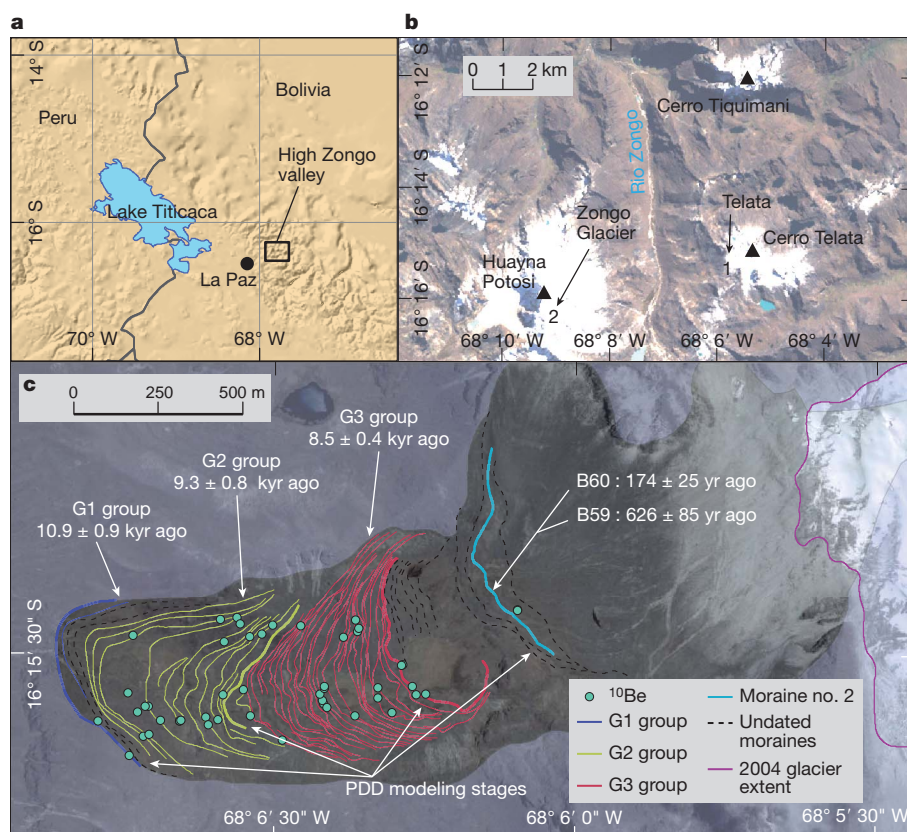 a
14° S
Peru
Bolivia
High Zongo
valley
16° S
Lake Titicaca
La Paz
70° W
68° W
b
0 1 2 km
16° 12′ S
Cerro Tiquimani
Rio Zongo
16° 14′ S
Telata
Zongo
Glacier
Cerro Telata
1
Huayna
Potosi
2
16° 16′ S
68° 10′ W
68° 8′ W
68° 6′ W
68° 4′ W
c
0 250 500 m
G3 group
8.5 ± 0.4 kyr ago
G2 group
9.3 ± 0.8 kyr ago
G1 group
10.9 ± 0.9 kyr ago
B60 : 174 ± 25 yr ago
B59 : 626 ± 85 yr ago
16° 15′ 30″ S
PDD modeling stages
¹⁰Be
G1 group
G2 group
G3 group
Moraine no. 2
Undated
moraines
2004 glacier
extent
68° 6′ 30″ W
68° 6′ 0″ W
68° 5′ 30″ W